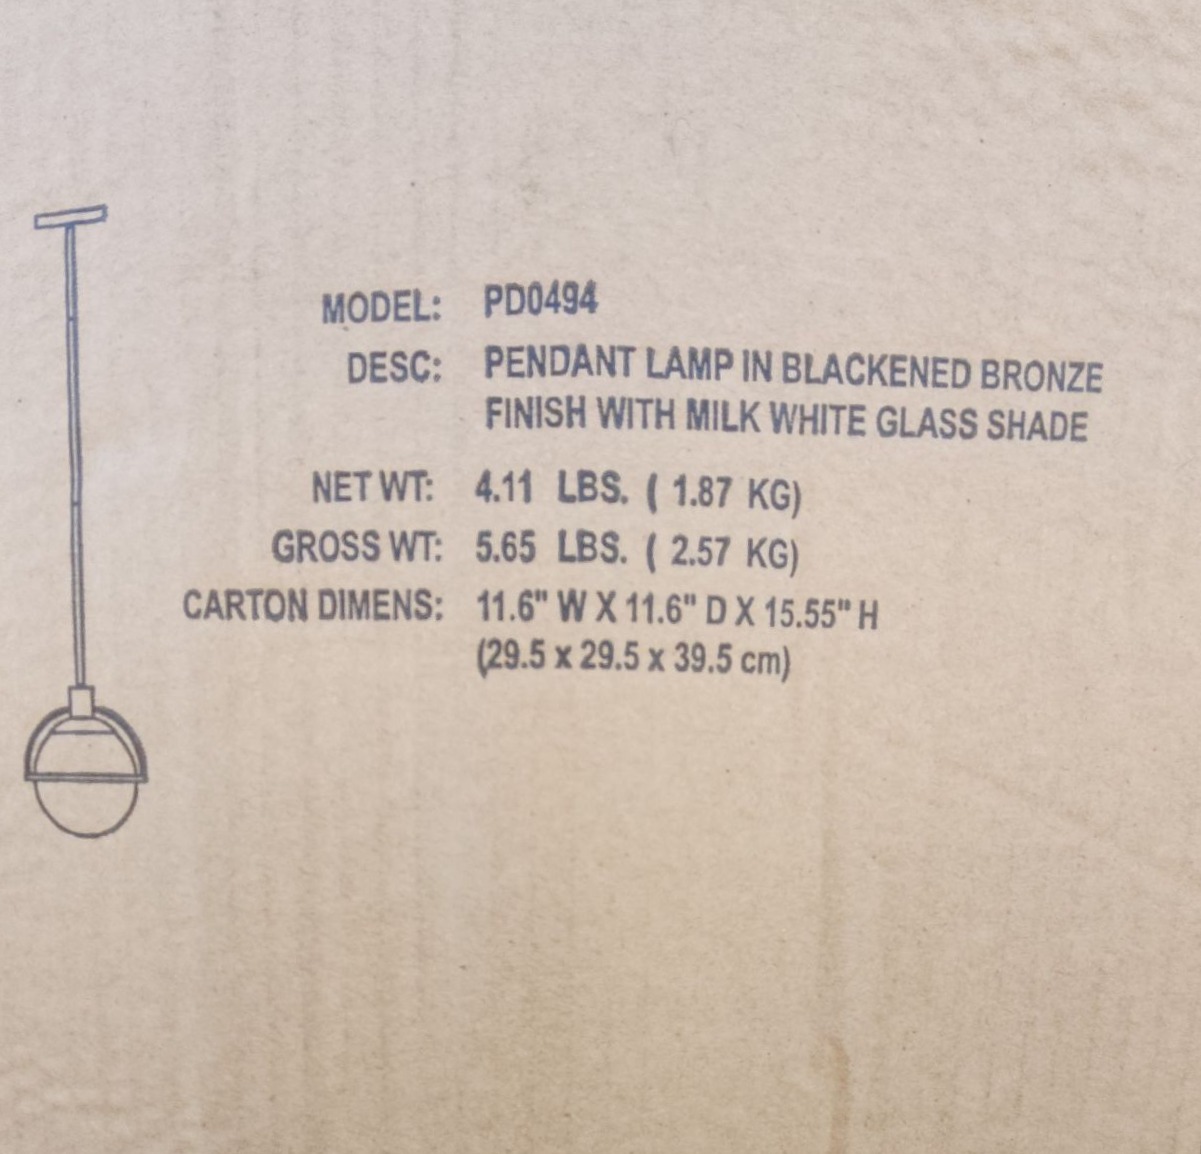 MODEL: PD0494
DESC: PENDANT LAMP IN BLACKENED BRONZE
FINISH WITH MILK WHITE GLASS SHADE
NET WT: 4.11 LBS. ( 1.87 KG)
GROSS WT: 5.65 LBS. ( 2.57 KG)
CARTON DIMENS: 11.6" W X 11.6" D X 15.55" H
(29.5 x 29.5 x 39.5 cm)